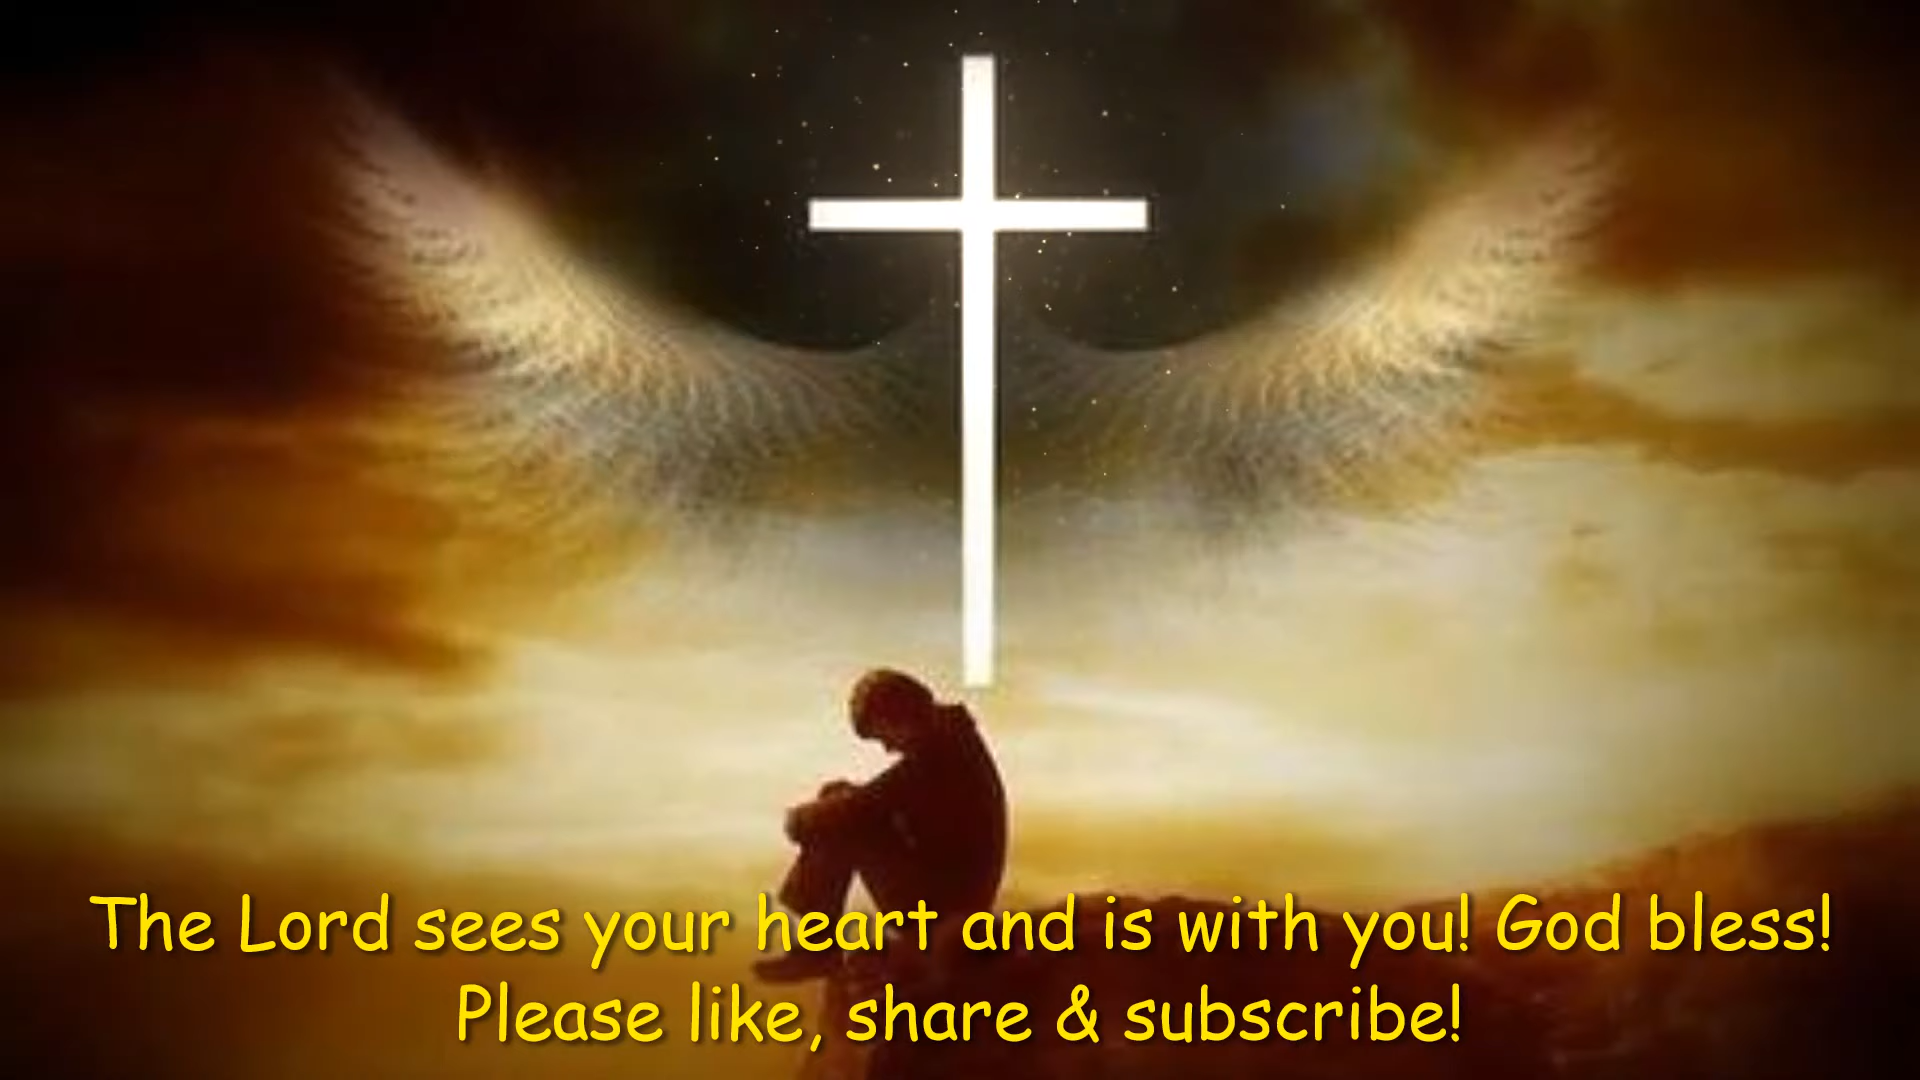 The Lord sees your heart and is with you! God bless!
Please like, share & subscribe!